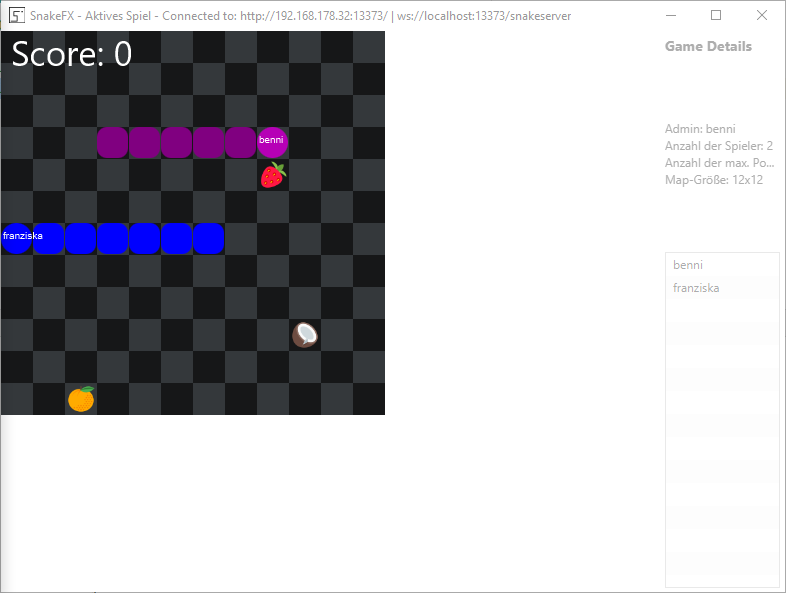 SnakeFX - Aktives Spiel - Connected to: http://192.168.178.32:13373/ | ws://localhost:13373/snakeserver
Score: 0
Game Details
benni
Admin: benni
Anzahl der Spieler: 2
Anzahl der max. Po...
Map-Größe: 12x12
franziska
benni
franziska